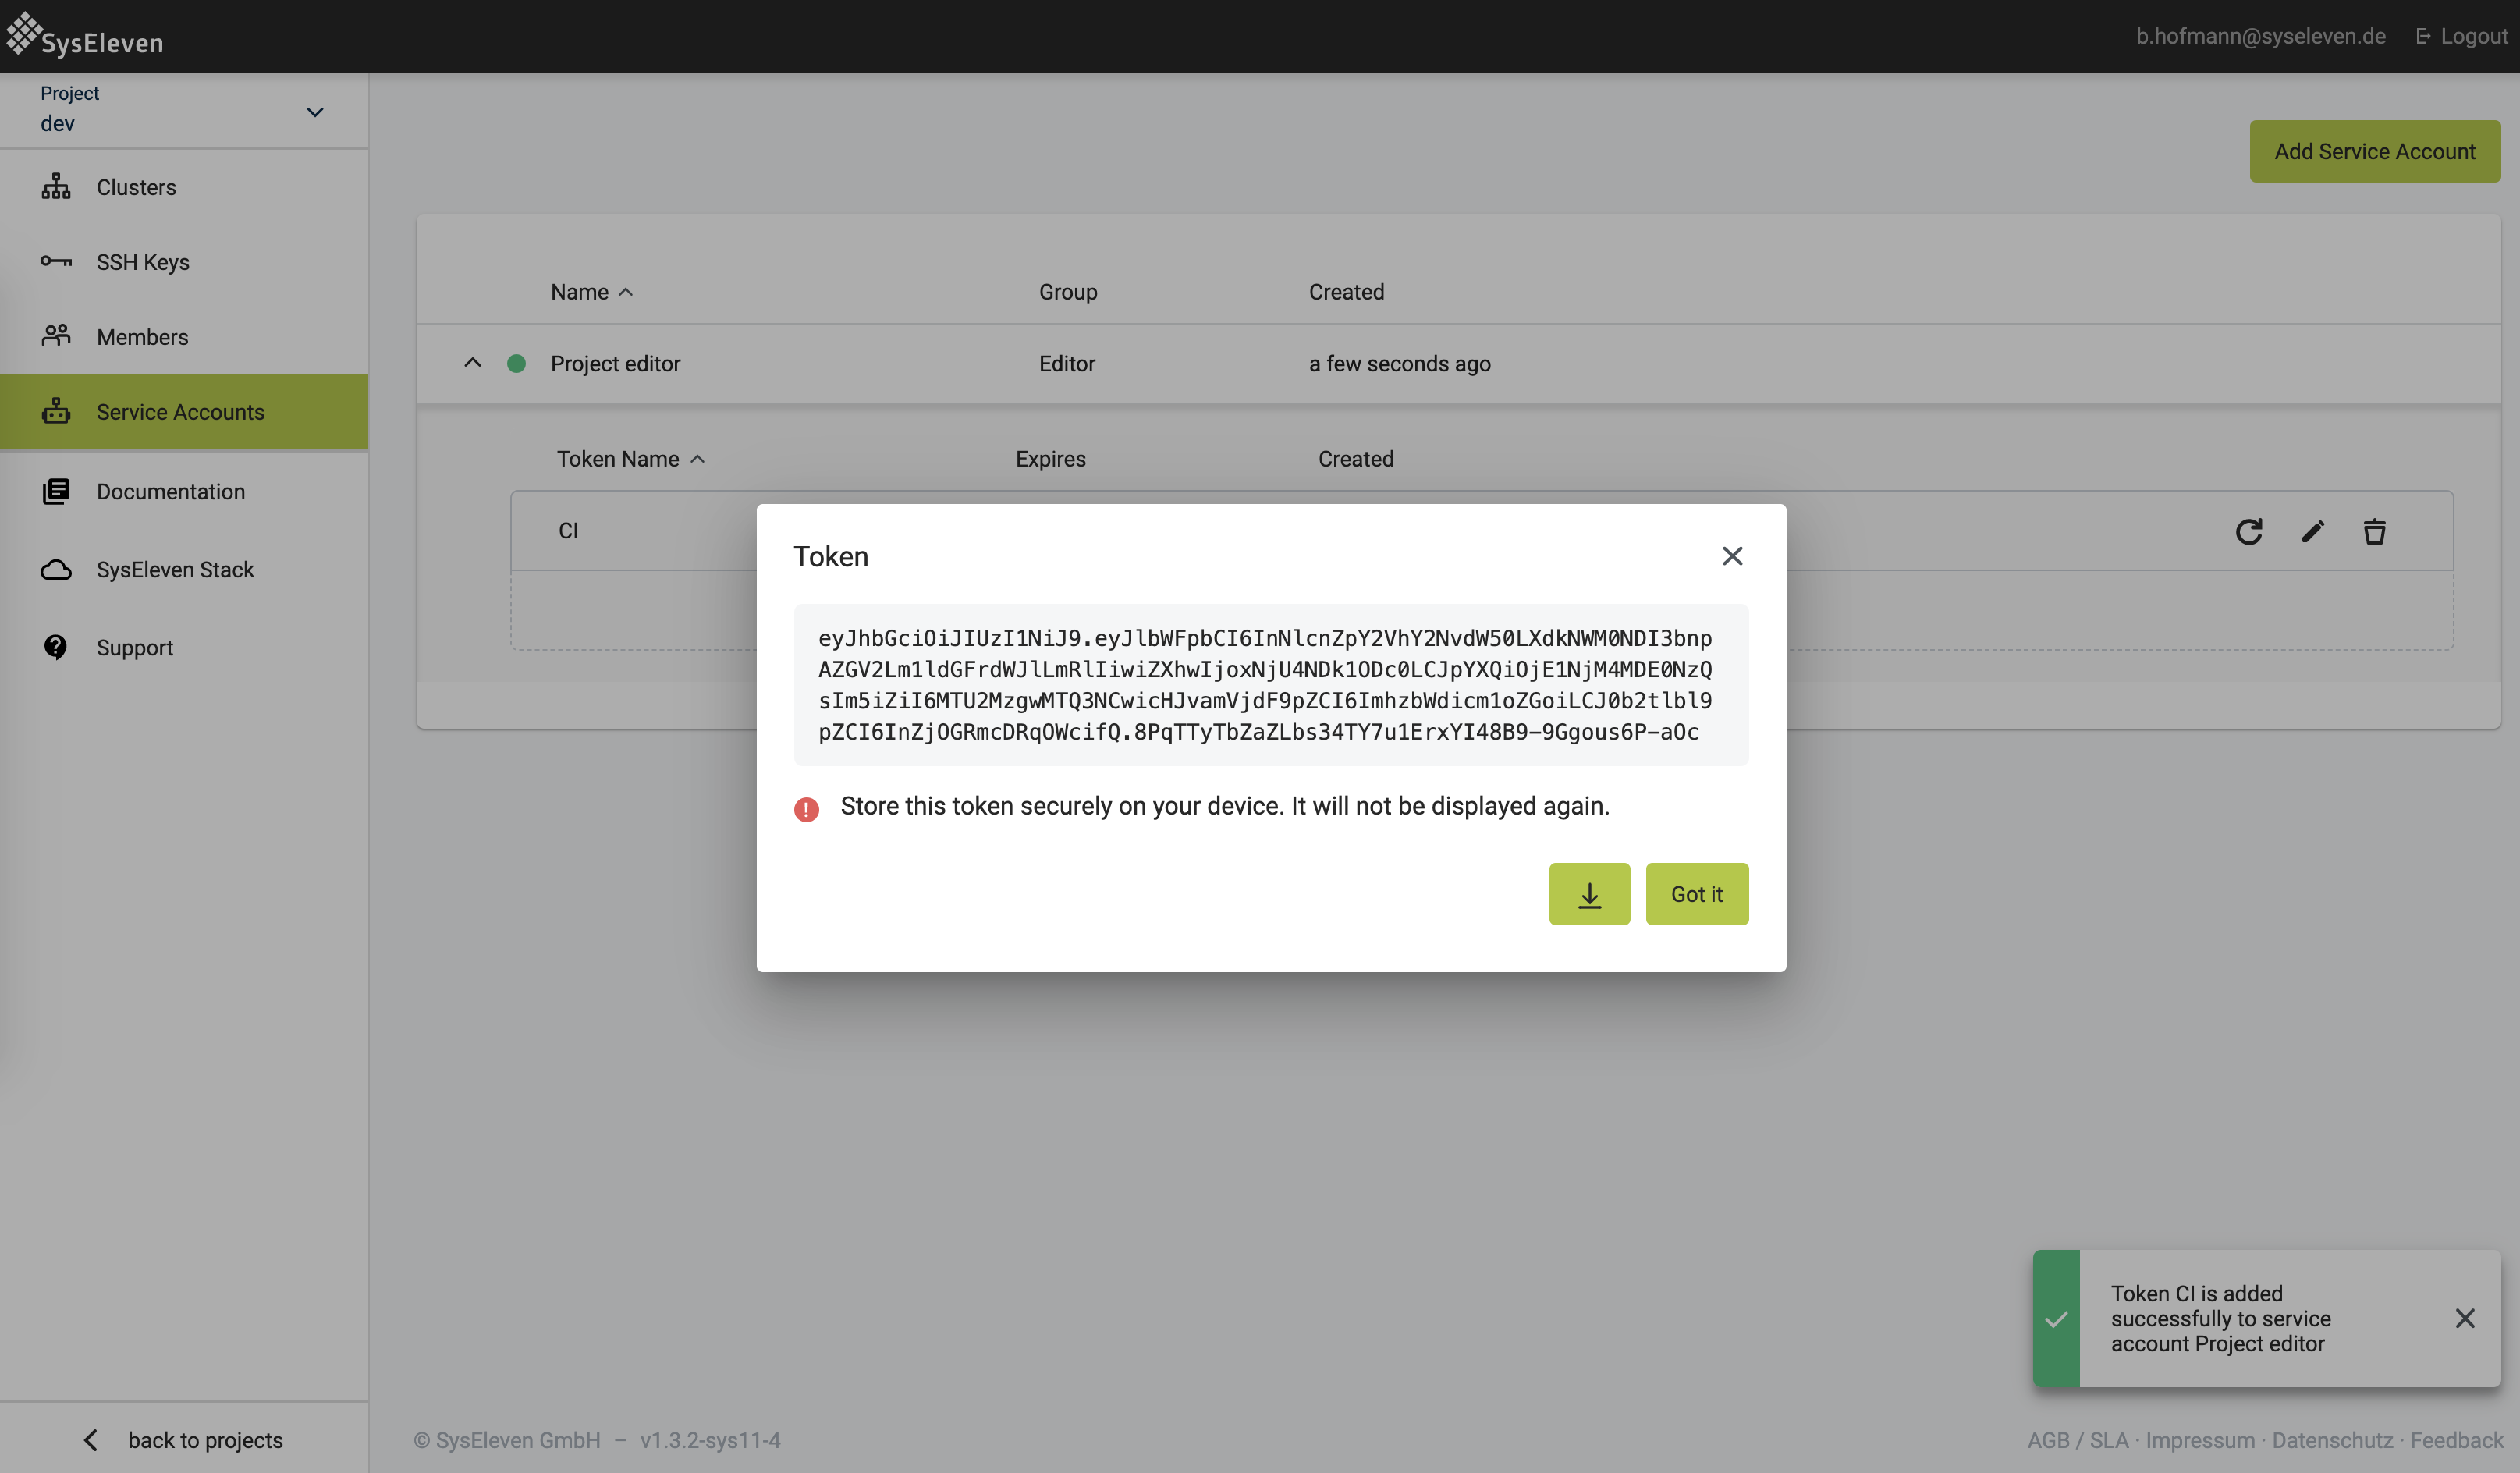 SysEleven
b.hofmann@syseleven.de Logout
Project
dev
Add Service Account
Clusters
SSH Keys
Members
Service Accounts
Documentation
SysEleven Stack
Support
Name Group Created
Project editor Editor a few seconds ago
Token Name Expires Created
CI
Token
eyJhbGciOiJIUzI1NiJ9.eyJlbWFpbCI6InNlcnZpY2VhY2NvdW50LXdkNWM0NDI3bnp
AZGV2Lm1ldGFrdWJlLmRlIiwiZXhwIjoxNjU4NDk1ODc0LCJpYXQiOjE1NjM4MDE0NzQ
sIm5iZiI6MTU2MzgwMTQ3NCwicHJvamVjdF9pZCI6ImhzbWdicm1oZGoiLCJ0b2tlbl9
pZCI6InZjOGRmcDRqOWcifQ.8PqTTyTbZaZLbs34TY7u1ErxYI48B9-9Ggous6P-aOc
Store this token securely on your device. It will not be displayed again.
Got it
Token CI is added
successfully to service
account Project editor
back to projects
© SysEleven GmbH – v1.3.2-sys11-4
AGB / SLA · Impressum · Datenschutz · Feedback